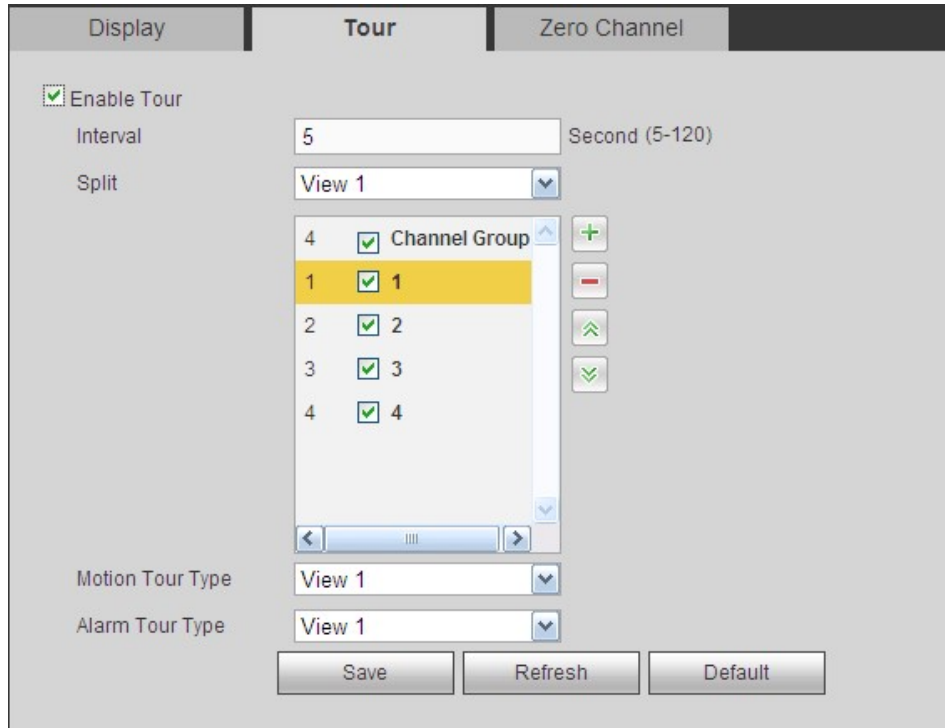 Display Tour Zero Channel
Enable Tour
Interval 5 Second (5-120)
Split View 1
4 Channel Group
1 1
2 2
3 3
4 4
Motion Tour Type View 1
Alarm Tour Type View 1
Save Refresh Default